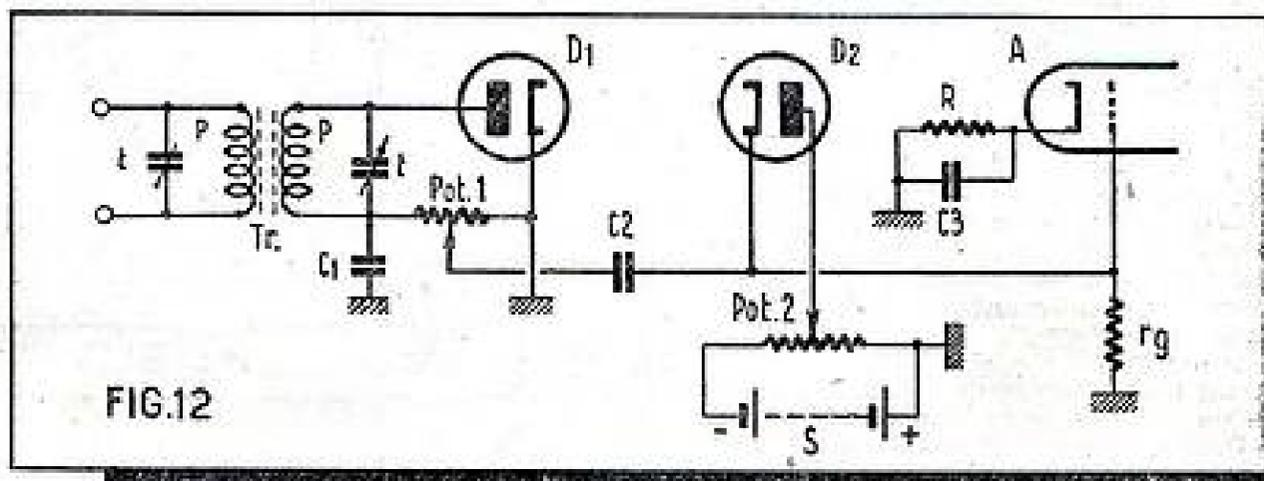 D1
D2
A
P
P
R
t
t
Pot.1
Tr.
C1
C2
C3
Pot.2
rg
- S +
FIG.12